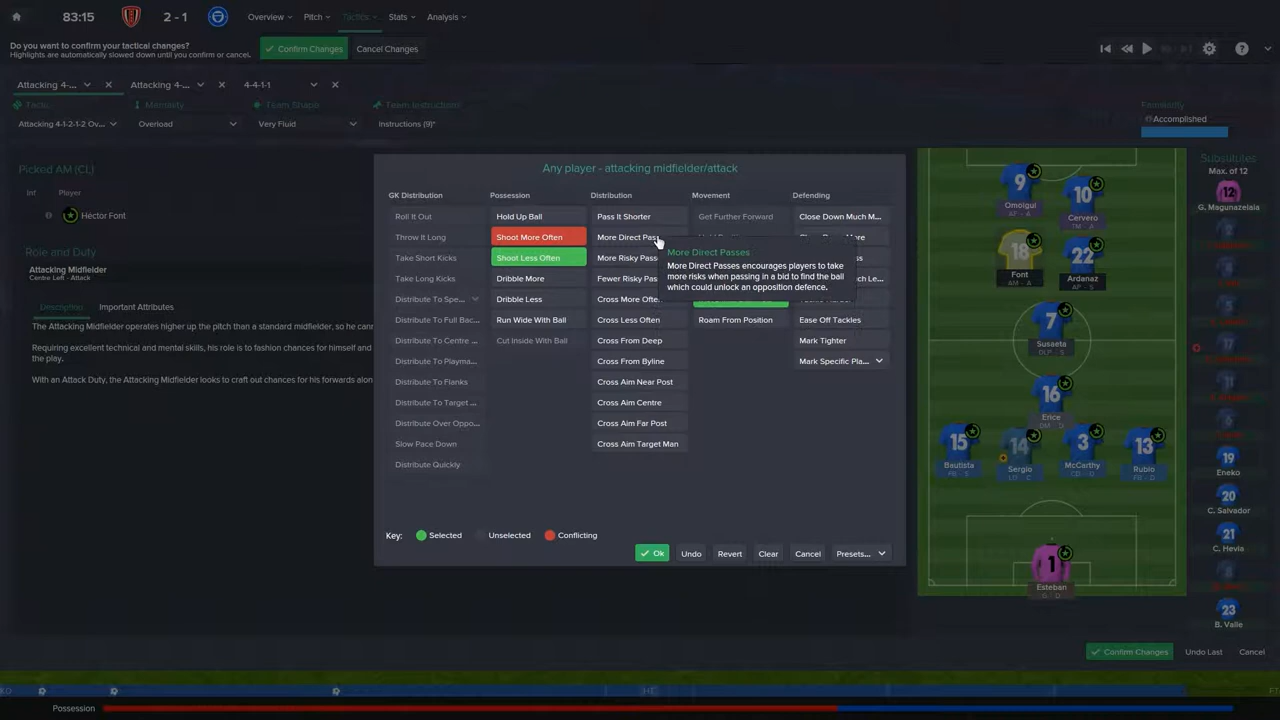 83:15
2 - 1
Overview
Pitch
Tactics
Stats
Analysis
Do you want to confirm your tactical changes?
Highlights are automatically slowed down until you confirm or cancel.
Confirm Changes
Cancel Changes
Attacking 4-...
Attacking 4-...
4-4-1-1
Tactic
Mentality
Team Shape
Team Instructions
Familiarity
Attacking 4-1-2-1-2 Ov...
Overload
Very Fluid
Instructions (9)*
Accomplished
Picked AM (CL)
Inf
Player
Héctor Font
Role and Duty
Attacking Midfielder
Centre Left - Attack
Description
Important Attributes
The Attacking Midfielder operates higher up the pitch than a standard midfielder, so he cann
Requiring excellent technical and mental skills, his role is to fashion chances for himself and
the play.
With an Attack Duty, the Attacking Midfielder looks to craft out chances for his forwards alon
Any player - attacking midfielder/attack
GK Distribution
Roll It Out
Throw It Long
Take Short Kicks
Take Long Kicks
Distribute To Spe...
Distribute To Full Bac...
Distribute To Centre ...
Distribute To Playma...
Distribute To Flanks
Distribute To Target ...
Distribute Over Oppo...
Slow Pace Down
Distribute Quickly
Possession
Hold Up Ball
Shoot More Often
Shoot Less Often
Dribble More
Dribble Less
Run Wide With Ball
Cut Inside With Ball
Distribution
Pass It Shorter
More Direct Pass
More Risky Passe
Fewer Risky Pas
Cross More Ofte
Cross Less Often
Cross From Deep
Cross From Byline
Cross Aim Near Post
Cross Aim Centre
Cross Aim Far Post
Cross Aim Target Man
Movement
Get Further Forward
Roam From Position
Defending
Close Down Much M...
Ease Off Tackles
Mark Tighter
Mark Specific Pla...
More Direct Passes
More Direct Passes encourages players to take
more risks when passing in a bid to find the ball
which could unlock an opposition defence.
Key:
Selected
Unselected
Conflicting
Ok
Undo
Revert
Clear
Cancel
Presets...
9
Omoigui
AF - A
10
Cervero
AP - A
18
Font
AM - A
22
Ardanaz
AP - S
7
Susaeta
DLP - S
16
Erice
DM - D
15
Bautista
FB - S
14
Sergio
LD - C
3
McCarthy
CD - D
13
Rubio
FB - S
1
Esteban
G - D
Substitutes
Max. of 12
12
G. Magunazelaia
19
Eneko
20
C. Salvador
21
C. Hevia
23
B. Valle
Confirm Changes
Undo Last
Cancel
KO
HT
FT
Possession